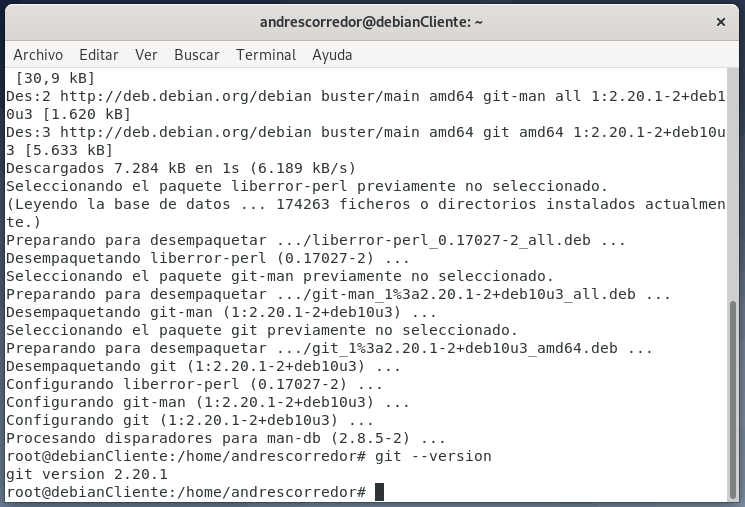 andrescorredor@debianCliente: ~ ×
Archivo Editar Ver Buscar Terminal Ayuda
[30,9 kB]
Des:2 http://deb.debian.org/debian buster/main amd64 git-man all 1:2.20.1-2+deb1
0u3 [1.620 kB]
Des:3 http://deb.debian.org/debian buster/main amd64 git amd64 1:2.20.1-2+deb10u
3 [5.633 kB]
Descargados 7.284 kB en 1s (6.189 kB/s)
Seleccionando el paquete liberror-perl previamente no seleccionado.
(Leyendo la base de datos ... 174263 ficheros o directorios instalados actualmen
te.)
Preparando para desempaquetar .../liberror-perl_0.17027-2_all.deb ...
Desempaquetando liberror-perl (0.17027-2) ...
Seleccionando el paquete git-man previamente no seleccionado.
Preparando para desempaquetar .../git-man_1%3a2.20.1-2+deb10u3_all.deb ...
Desempaquetando git-man (1:2.20.1-2+deb10u3) ...
Seleccionando el paquete git previamente no seleccionado.
Preparando para desempaquetar .../git_1%3a2.20.1-2+deb10u3_amd64.deb ...
Desempaquetando git (1:2.20.1-2+deb10u3) ...
Configurando liberror-perl (0.17027-2) ...
Configurando git-man (1:2.20.1-2+deb10u3) ...
Configurando git (1:2.20.1-2+deb10u3) ...
Procesando disparadores para man-db (2.8.5-2) ...
root@debianCliente:/home/andrescorredor# git --version
git version 2.20.1
root@debianCliente:/home/andrescorredor#